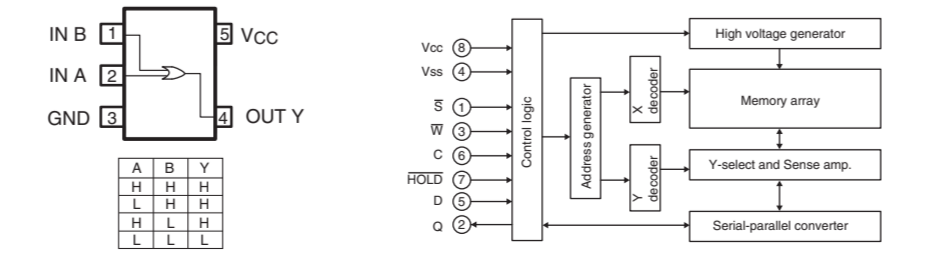 IN B 1 5 VCC
IN A 2
GND 3 4 OUT Y
A B Y
H H H
L H H
H L H
L L L
Vcc 8
Vss 4
S̅ 1
W̅ 3
C 6
H̅O̅L̅D̅ 7
D 5
Q 2
Control logic
Address generator
X decoder
Y decoder
High voltage generator
Memory array
Y-select and Sense amp.
Serial-parallel converter